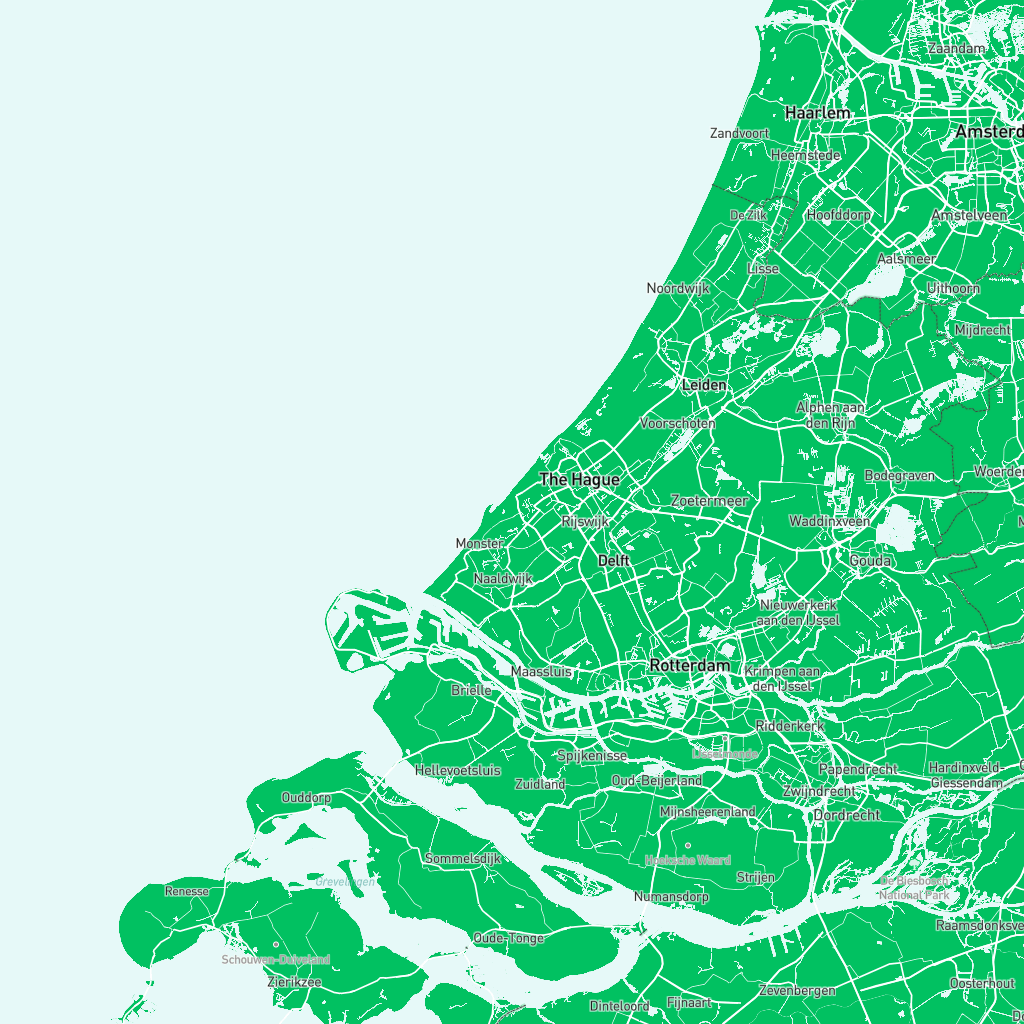 Zaandam
Haarlem
Amsterd
Zandvoort
Heemstede
De Zilk
Hoofddorp
Amstelveen
Aalsmeer
Lisse
Noordwijk
Uithoorn
Mijdrecht
Leiden
Alphen aan
den Rijn
Voorschoten
The Hague
Bodegraven
Woerden
Zoetermeer
Rijswijk
Waddinxveen
Monster
Delft
Gouda
Naaldwijk
Nieuwerkerk
aan den IJssel
Rotterdam
Maassluis
Krimpen aan
den IJssel
Brielle
Ridderkerk
IJsselmonde
Spijkenisse
Hellevoetsluis
Zuidland
Oud-Beijerland
Papendrecht
Hardinxveld-
Giessendam
Zwijndrecht
Ouddorp
Mijnsheerenland
Dordrecht
Sommelsdijk
Hoeksche Waard
Strijen
De Biesbosch
National Park
Grevelingen
Renesse
Numansdorp
Raamsdonksve
Oude-Tonge
Schouwen-Duiveland
Zierikzee
Oosterhout
Zevenbergen
Dinteloord
Fijnaart